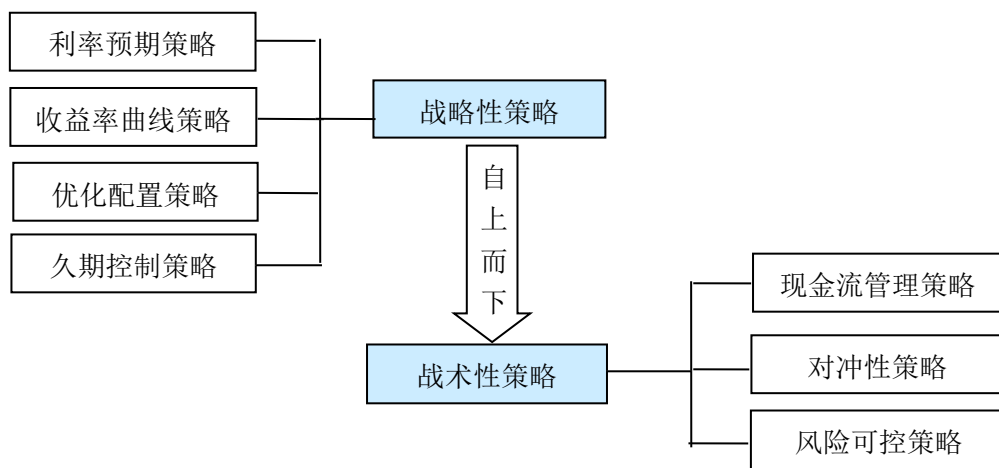 利率预期策略
收益率曲线策略
优化配置策略
久期控制策略
战略性策略
自
上
而
下
战术性策略
现金流管理策略
对冲性策略
风险可控策略